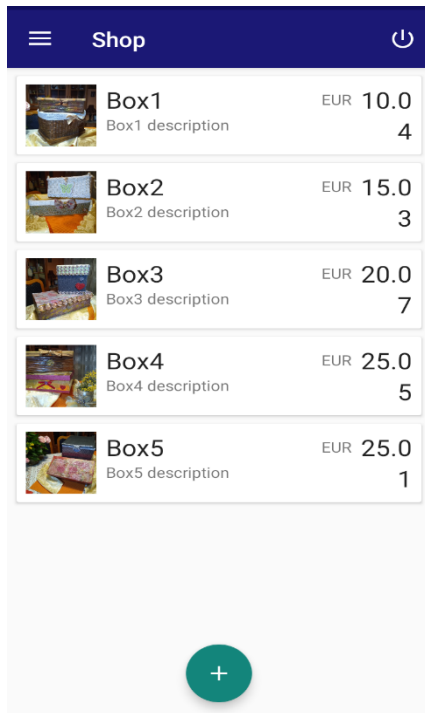 Shop
Box1 EUR 10.0
Box1 description 4
Box2 EUR 15.0
Box2 description 3
Box3 EUR 20.0
Box3 description 7
Box4 EUR 25.0
Box4 description 5
Box5 EUR 25.0
Box5 description 1
+